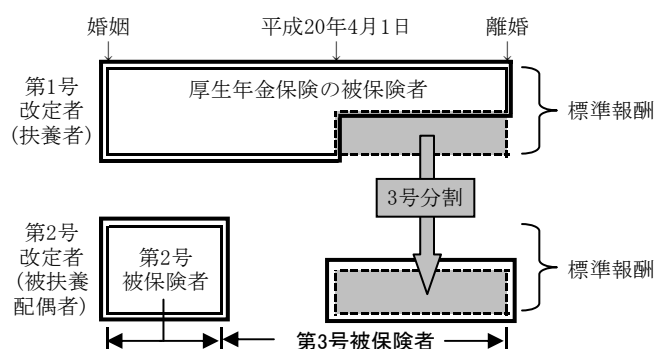 婚姻
平成20年4月1日
離婚
第1号
改定者
(扶養者)
厚生年金保険の被保険者
標準報酬
3号分割
第2号
改定者
(被扶養
配偶者)
第2号
被保険者
標準報酬
第3号被保険者